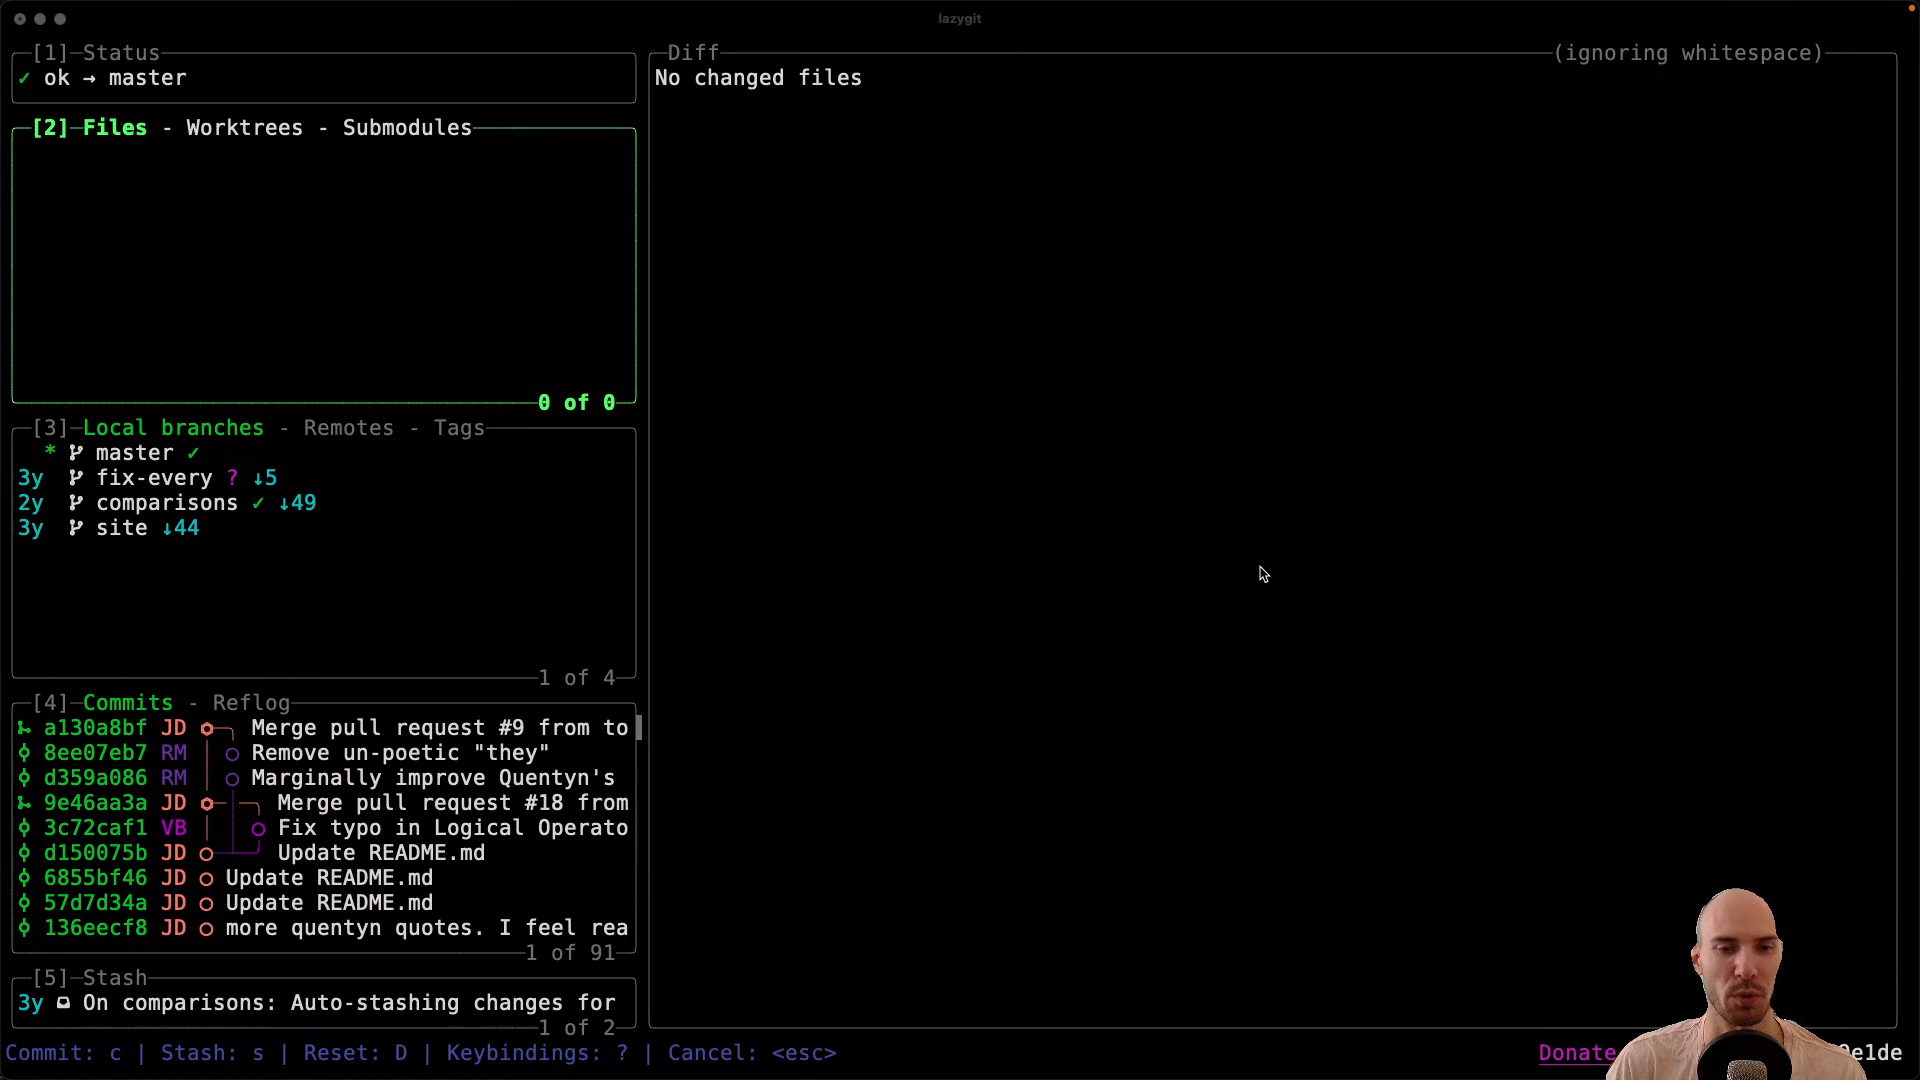 lazygit
[1] Status
✓ ok → master
[2] Files - Worktrees - Submodules
0 of 0
[3] Local branches - Remotes - Tags
* master ✓
3y fix-every ? ↓5
2y comparisons ✓ ↓49
3y site ↓44
1 of 4
[4] Commits - Reflog
a130a8bf JD Merge pull request #9 from to
8ee07eb7 RM Remove un-poetic "they"
d359a086 RM Marginally improve Quentyn's
9e46aa3a JD Merge pull request #18 from
3c72caf1 VB Fix typo in Logical Operato
d150075b JD Update README.md
6855bf46 JD Update README.md
57d7d34a JD Update README.md
136eecf8 JD more quentyn quotes. I feel rea
1 of 91
[5] Stash
3y On comparisons: Auto-stashing changes for
1 of 2
Diff (ignoring whitespace)
No changed files
Commit: c | Stash: s | Reset: D | Keybindings: ? | Cancel: <esc>
Donate